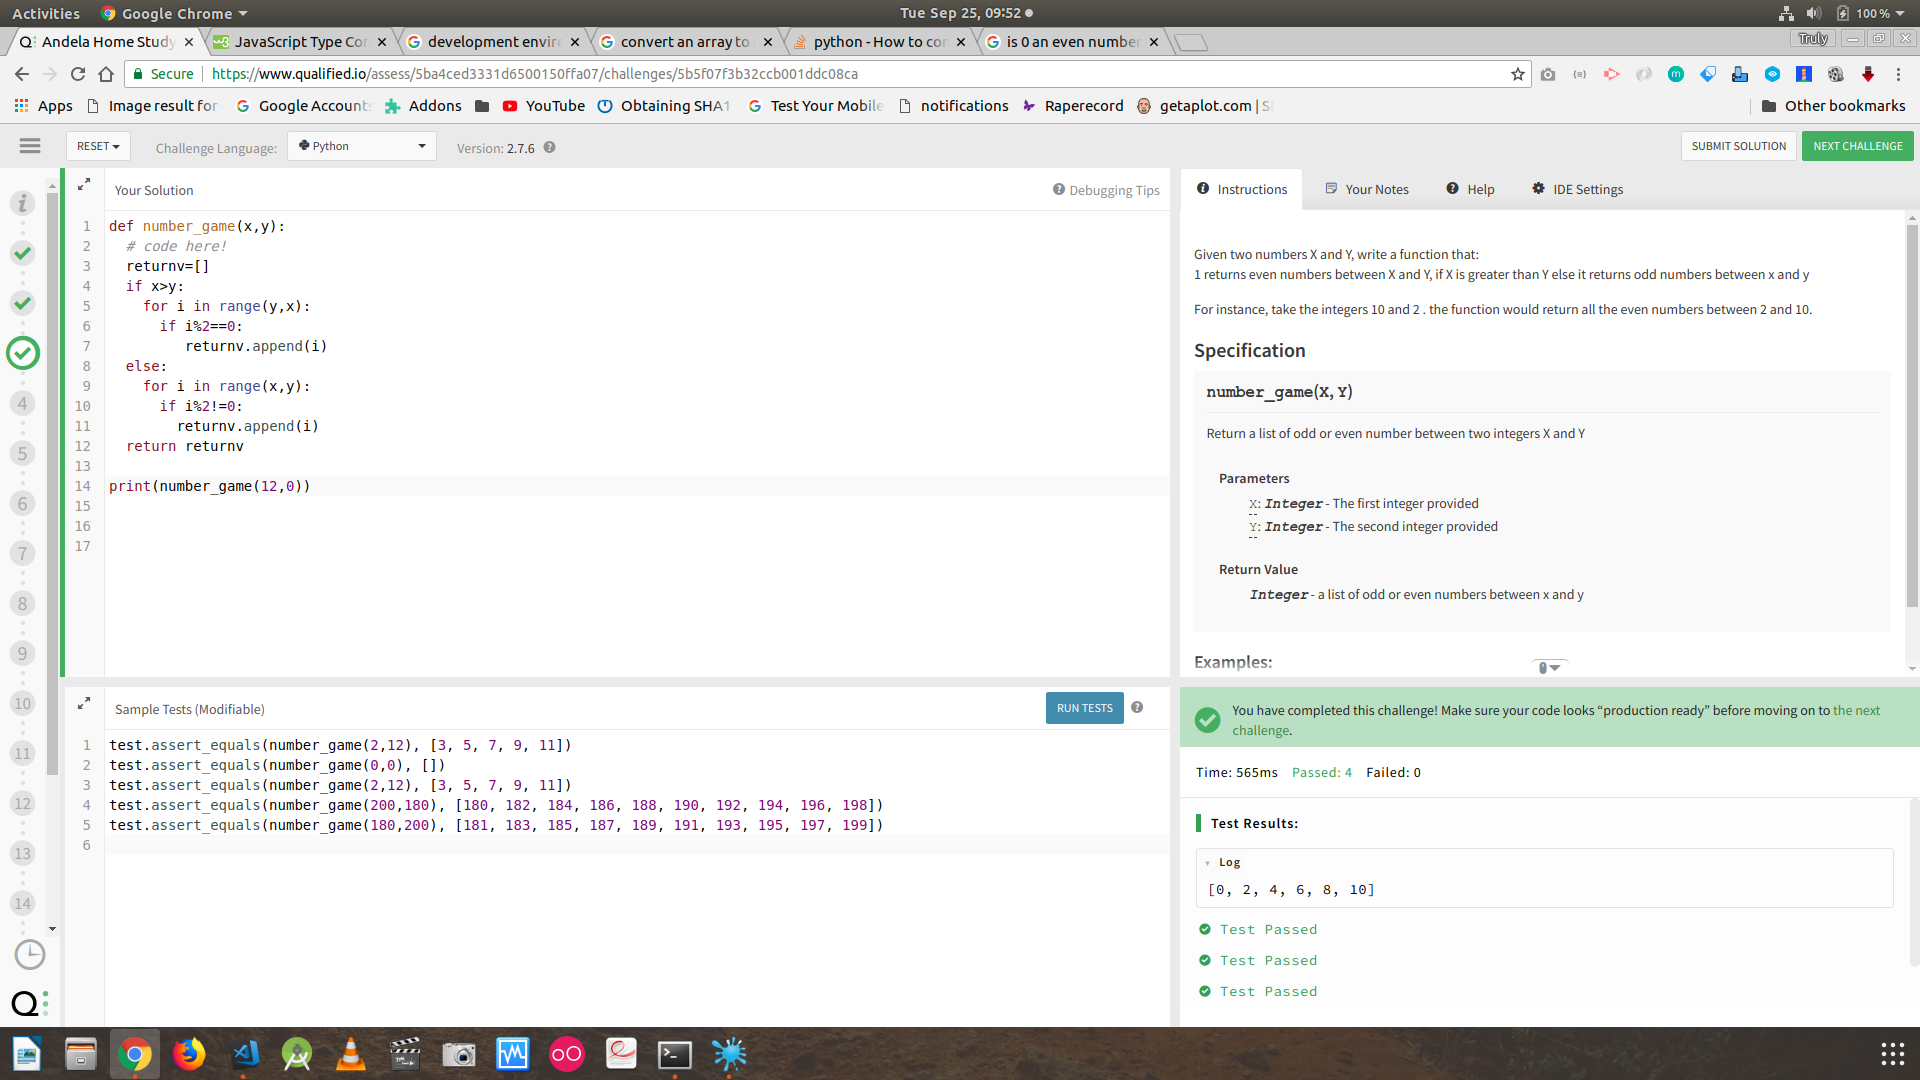 Activities Google Chrome Tue Sep 25, 09:52 100 %
Andela Home Study JavaScript Type Con development envir convert an array to python - How to con is 0 an even number Truly
Secure https://www.qualified.io/assess/5ba4ced3331d6500150ffa07/challenges/5b5f07f3b32ccb001ddc08ca
Apps Image result for Google Accounts Addons YouTube Obtaining SHA1 Test Your Mobile notifications Raperecord getaplot.com | S Other bookmarks
RESET Challenge Language: Python Version: 2.7.6 SUBMIT SOLUTION NEXT CHALLENGE
Your Solution Debugging Tips
1 def number_game(x,y):
2 # code here!
3 returnv=[]
4 if x>y:
5 for i in range(y,x):
6 if i%2==0:
7 returnv.append(i)
8 else:
9 for i in range(x,y):
10 if i%2!=0:
11 returnv.append(i)
12 return returnv
13
14 print(number_game(12,0))
15
16
17
Instructions Your Notes Help IDE Settings
Given two numbers X and Y, write a function that:
1 returns even numbers between X and Y, if X is greater than Y else it returns odd numbers between x and y
For instance, take the integers 10 and 2 . the function would return all the even numbers between 2 and 10.
Specification
number_game(X, Y)
Return a list of odd or even number between two integers X and Y
Parameters
X: Integer - The first integer provided
Y: Integer - The second integer provided
Return Value
Integer - a list of odd or even numbers between x and y
Examples:
Sample Tests (Modifiable) RUN TESTS
1 test.assert_equals(number_game(2,12), [3, 5, 7, 9, 11])
2 test.assert_equals(number_game(0,0), [])
3 test.assert_equals(number_game(2,12), [3, 5, 7, 9, 11])
4 test.assert_equals(number_game(200,180), [180, 182, 184, 186, 188, 190, 192, 194, 196, 198])
5 test.assert_equals(number_game(180,200), [181, 183, 185, 187, 189, 191, 193, 195, 197, 199])
6
You have completed this challenge! Make sure your code looks “production ready” before moving on to the next
challenge.
Time: 565ms Passed: 4 Failed: 0
Test Results:
Log
[0, 2, 4, 6, 8, 10]
Test Passed
Test Passed
Test Passed
4
5
6
7
8
9
10
11
12
13
14